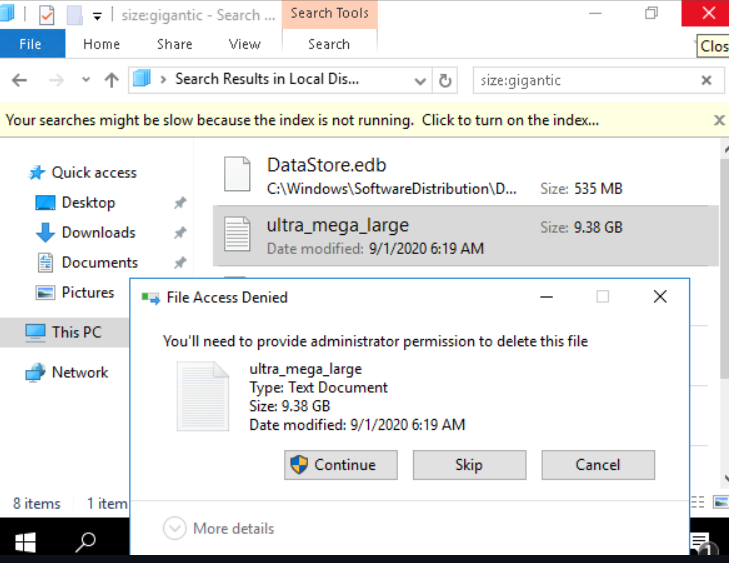 size:gigantic - Search ...
Search Tools
File
Home
Share
View
Search
Clos
Search Results in Local Dis...
size:gigantic
Your searches might be slow because the index is not running. Click to turn on the index...
Quick access
Desktop
Downloads
Documents
Pictures
This PC
Network
DataStore.edb
C:\Windows\SoftwareDistribution\D... Size: 535 MB
ultra_mega_large Size: 9.38 GB
Date modified: 9/1/2020 6:19 AM
File Access Denied
You'll need to provide administrator permission to delete this file
ultra_mega_large
Type: Text Document
Size: 9.38 GB
Date modified: 9/1/2020 6:19 AM
Continue
Skip
Cancel
More details
8 items 1 item
1